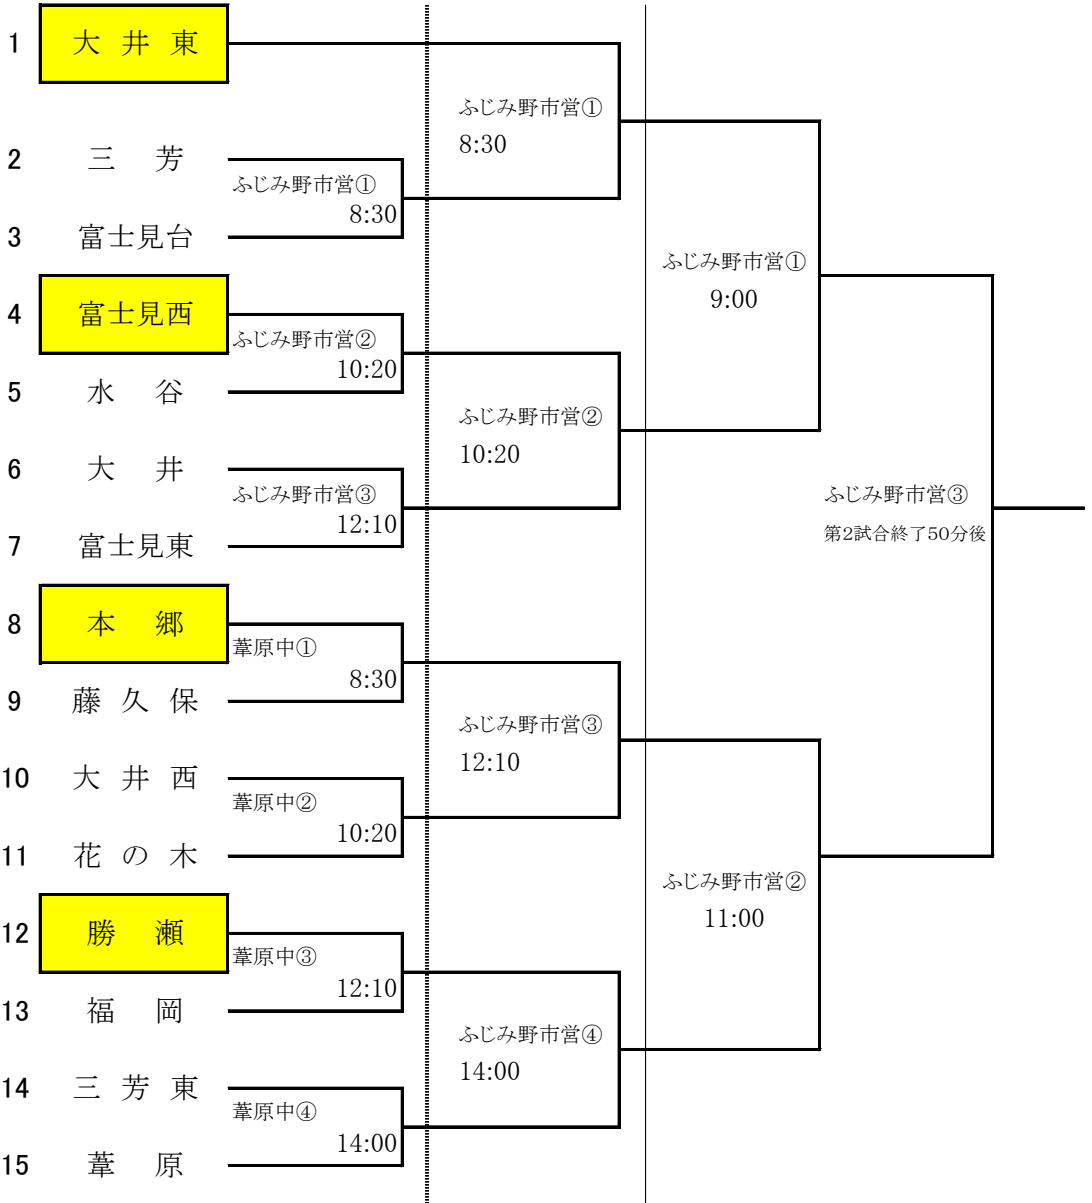 1 大井東
2 三芳
3 富士見台
4 富士見西
5 水谷
6 大井
7 富士見東
8 本郷
9 藤久保
10 大井西
11 花の木
12 勝瀬
13 福岡
14 三芳東
15 葦原
ふじみ野市営①
8:30
ふじみ野市営②
10:20
ふじみ野市営③
12:10
葦原中①
8:30
葦原中②
10:20
葦原中③
12:10
葦原中④
14:00
ふじみ野市営①
8:30
ふじみ野市営②
10:20
ふじみ野市営③
12:10
ふじみ野市営④
14:00
ふじみ野市営①
9:00
ふじみ野市営②
11:00
ふじみ野市営③
第2試合終了50分後